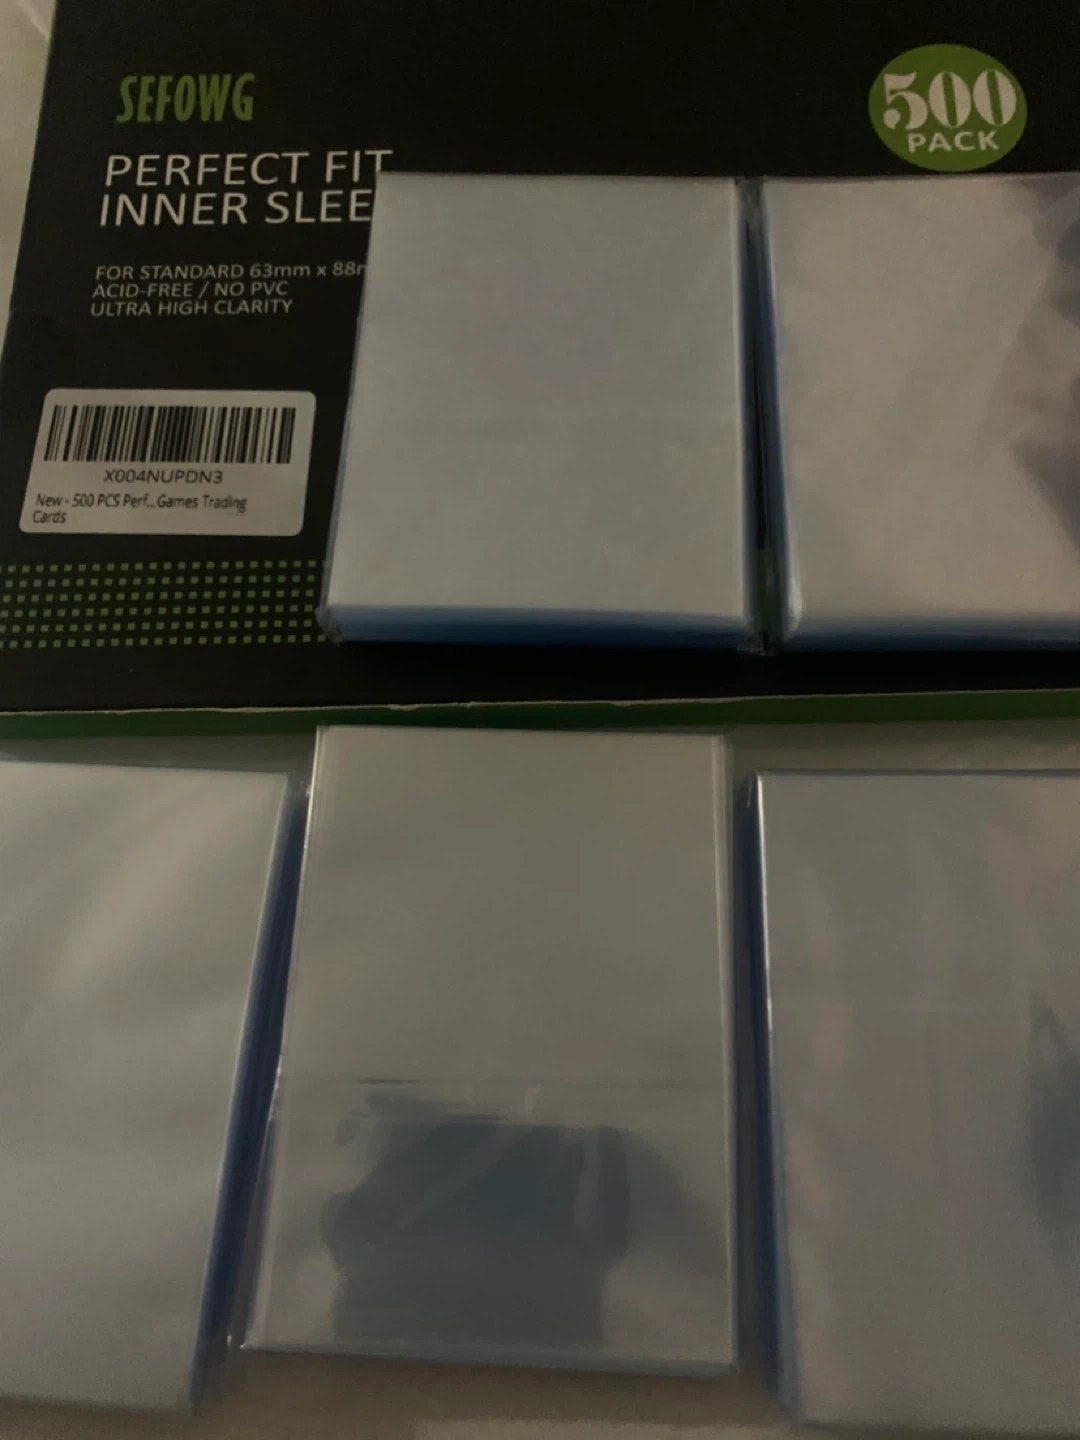 SEFOWG
500
PACK
PERFECT FIT
INNER SLEE
FOR STANDARD 63mm x 88m
ACID-FREE / NO PVC
ULTRA HIGH CLARITY
X004NUPDN3
New - 500 PCS Perf... Games Trading
Cards